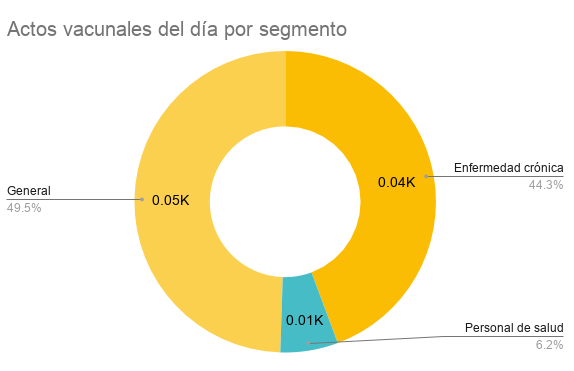 Actos vacunales del día por segmento
Enfermedad crónica
44.3%
0.04K
General
49.5%
0.05K
0.01K
Personal de salud
6.2%